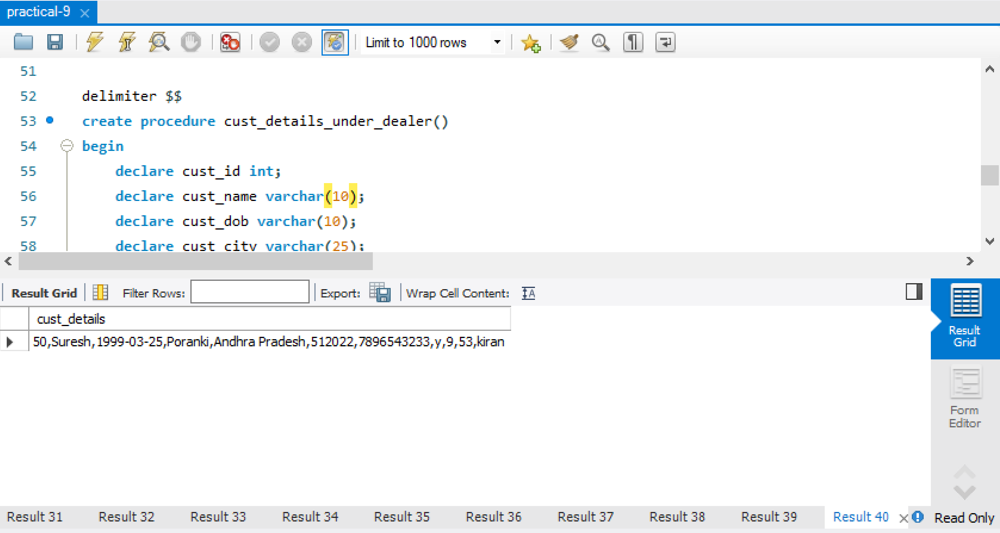 practical-9
Limit to 1000 rows
51
52 delimiter $$
53 create procedure cust_details_under_dealer()
54 begin
55 declare cust_id int;
56 declare cust_name varchar(10);
57 declare cust_dob varchar(10);
58 declare cust_city varchar(25);
Result Grid Filter Rows: Export: Wrap Cell Content:
cust_details
50,Suresh,1999-03-25,Poranki,Andhra Pradesh,512022,7896543233,y,9,53,kiran
Result
Grid
Form
Editor
Result 31 Result 32 Result 33 Result 34 Result 35 Result 36 Result 37 Result 38 Result 39 Result 40 Read Only